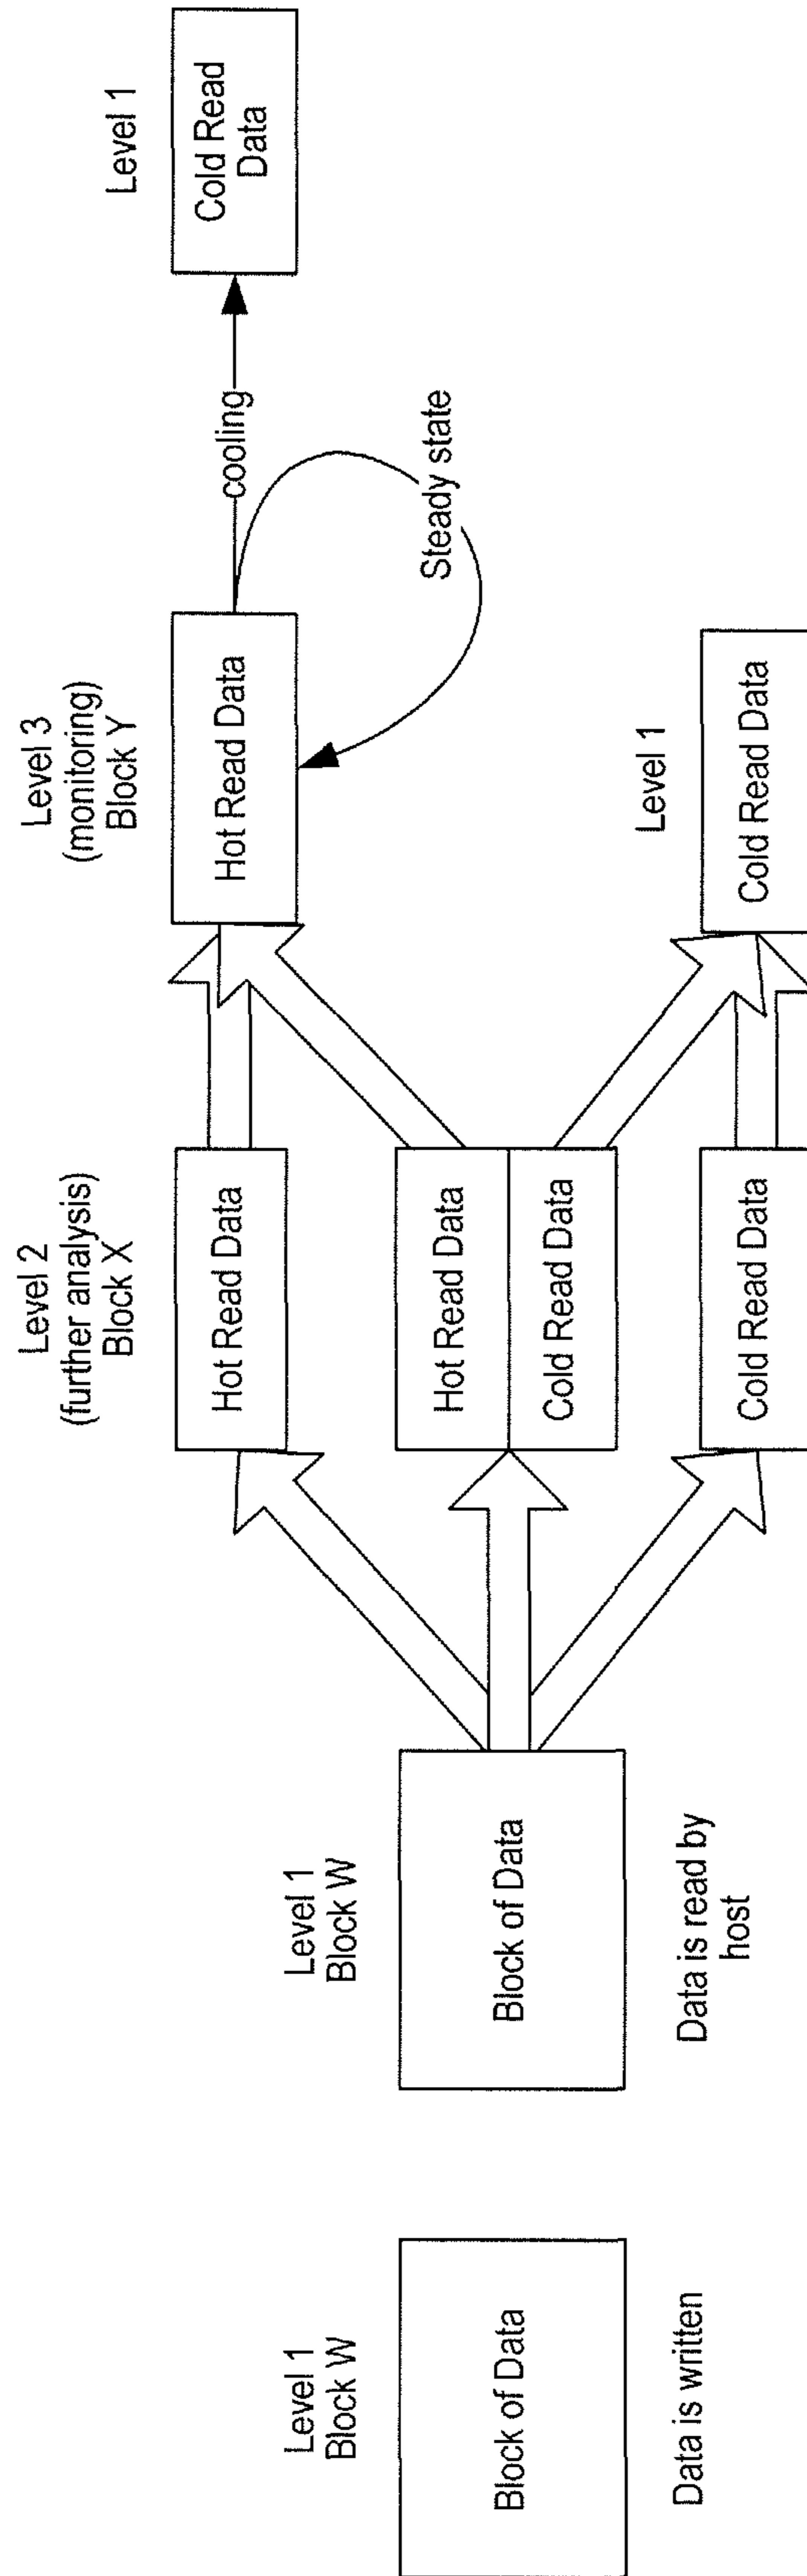 Level 1
Block W
Block of Data
Data is written
Level 1
Block W
Block of Data
Data is read by
host
Level 2
(further analysis)
Block X
Hot Read Data
Hot Read Data
Cold Read Data
Cold Read Data
Level 3
(monitoring)
Block Y
Hot Read Data
cooling
Steady state
Level 1
Cold Read Data
Level 1
Cold Read
Data